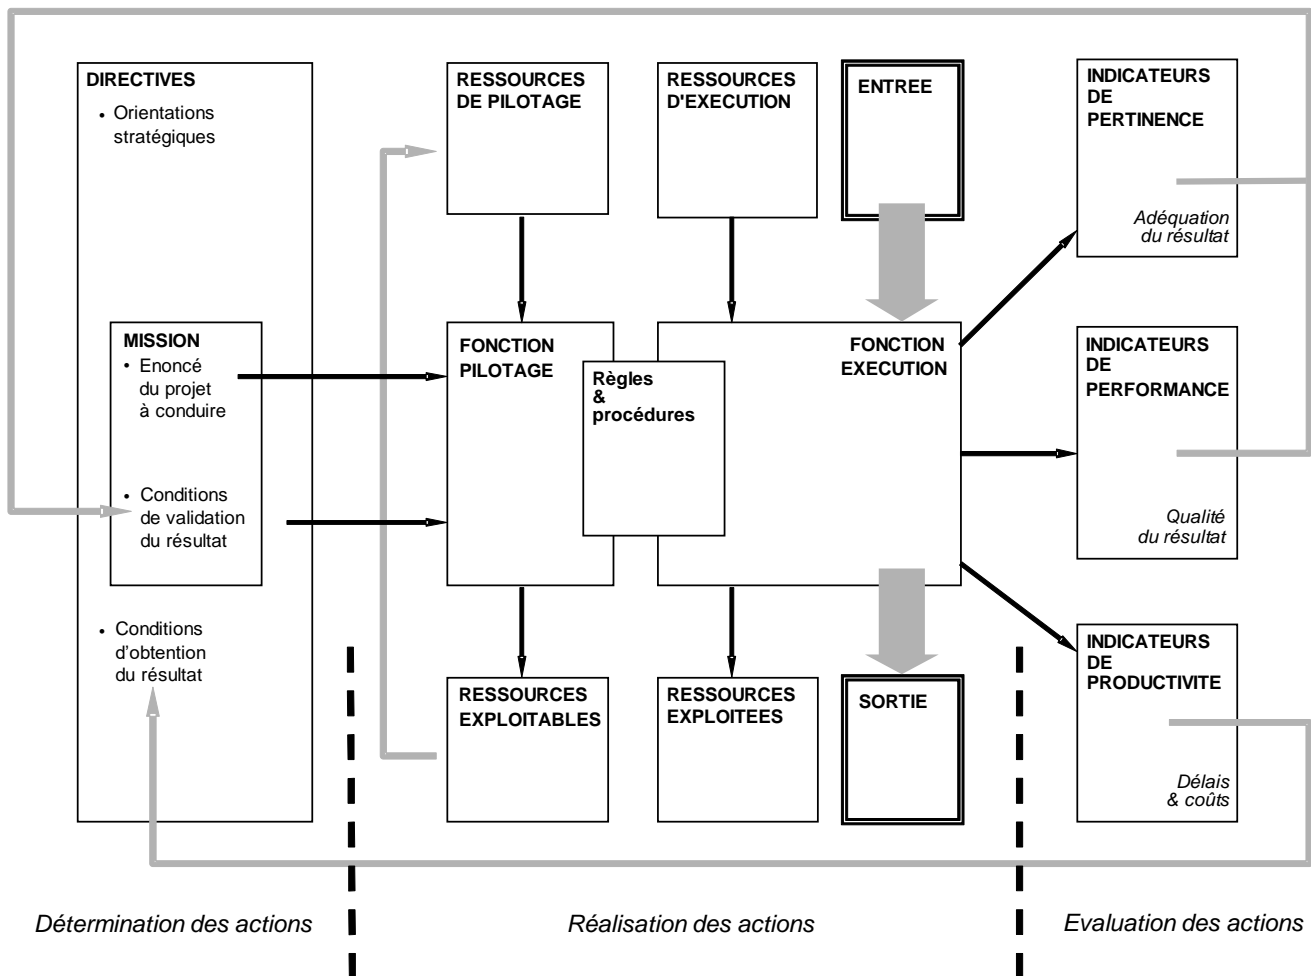 DIRECTIVES
• Orientations
stratégiques
MISSION
• Enoncé
du projet
à conduire
• Conditions
de validation
du résultat
• Conditions
d'obtention
du résultat
RESSOURCES
DE PILOTAGE
RESSOURCES
D'EXECUTION
ENTREE
FONCTION
PILOTAGE
Règles
&
procédures
FONCTION
EXECUTION
RESSOURCES
EXPLOITABLES
RESSOURCES
EXPLOITEES
SORTIE
INDICATEURS
DE
PERTINENCE
Adéquation
du résultat
INDICATEURS
DE
PERFORMANCE
Qualité
du résultat
INDICATEURS
DE
PRODUCTIVITE
Délais
& coûts
Détermination des actions
Réalisation des actions
Evaluation des actions